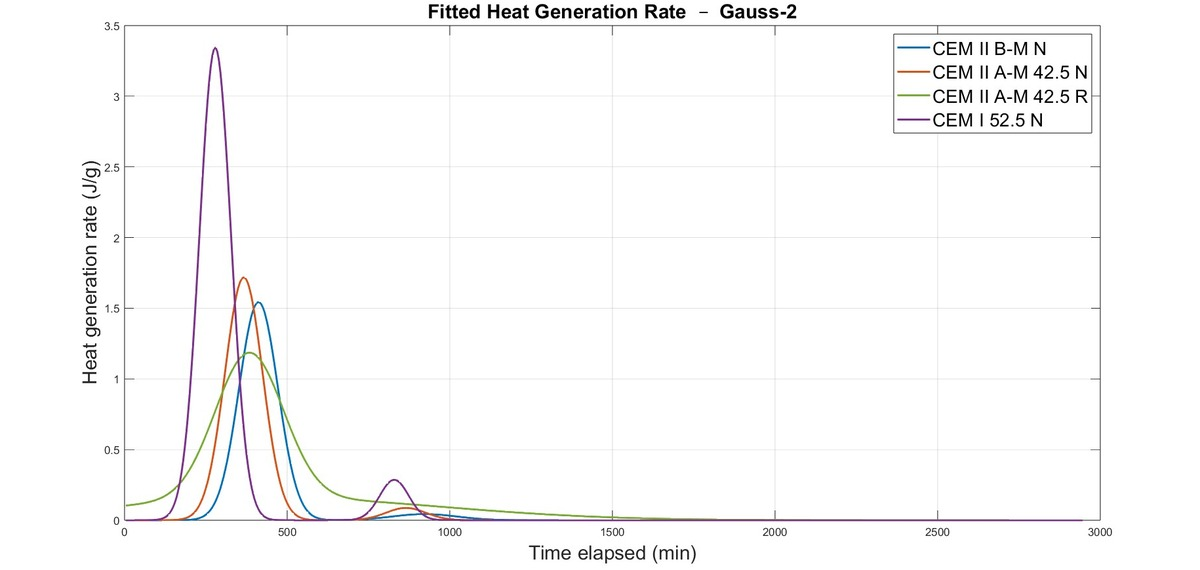 Fitted Heat Generation Rate – Gauss-2
CEM II B-M N
CEM II A-M 42.5 N
CEM II A-M 42.5 R
CEM I 52.5 N
Heat generation rate (J/g)
3.5
3
2.5
2
1.5
1
0.5
0
0 500 1000 1500 2000 2500 3000
Time elapsed (min)